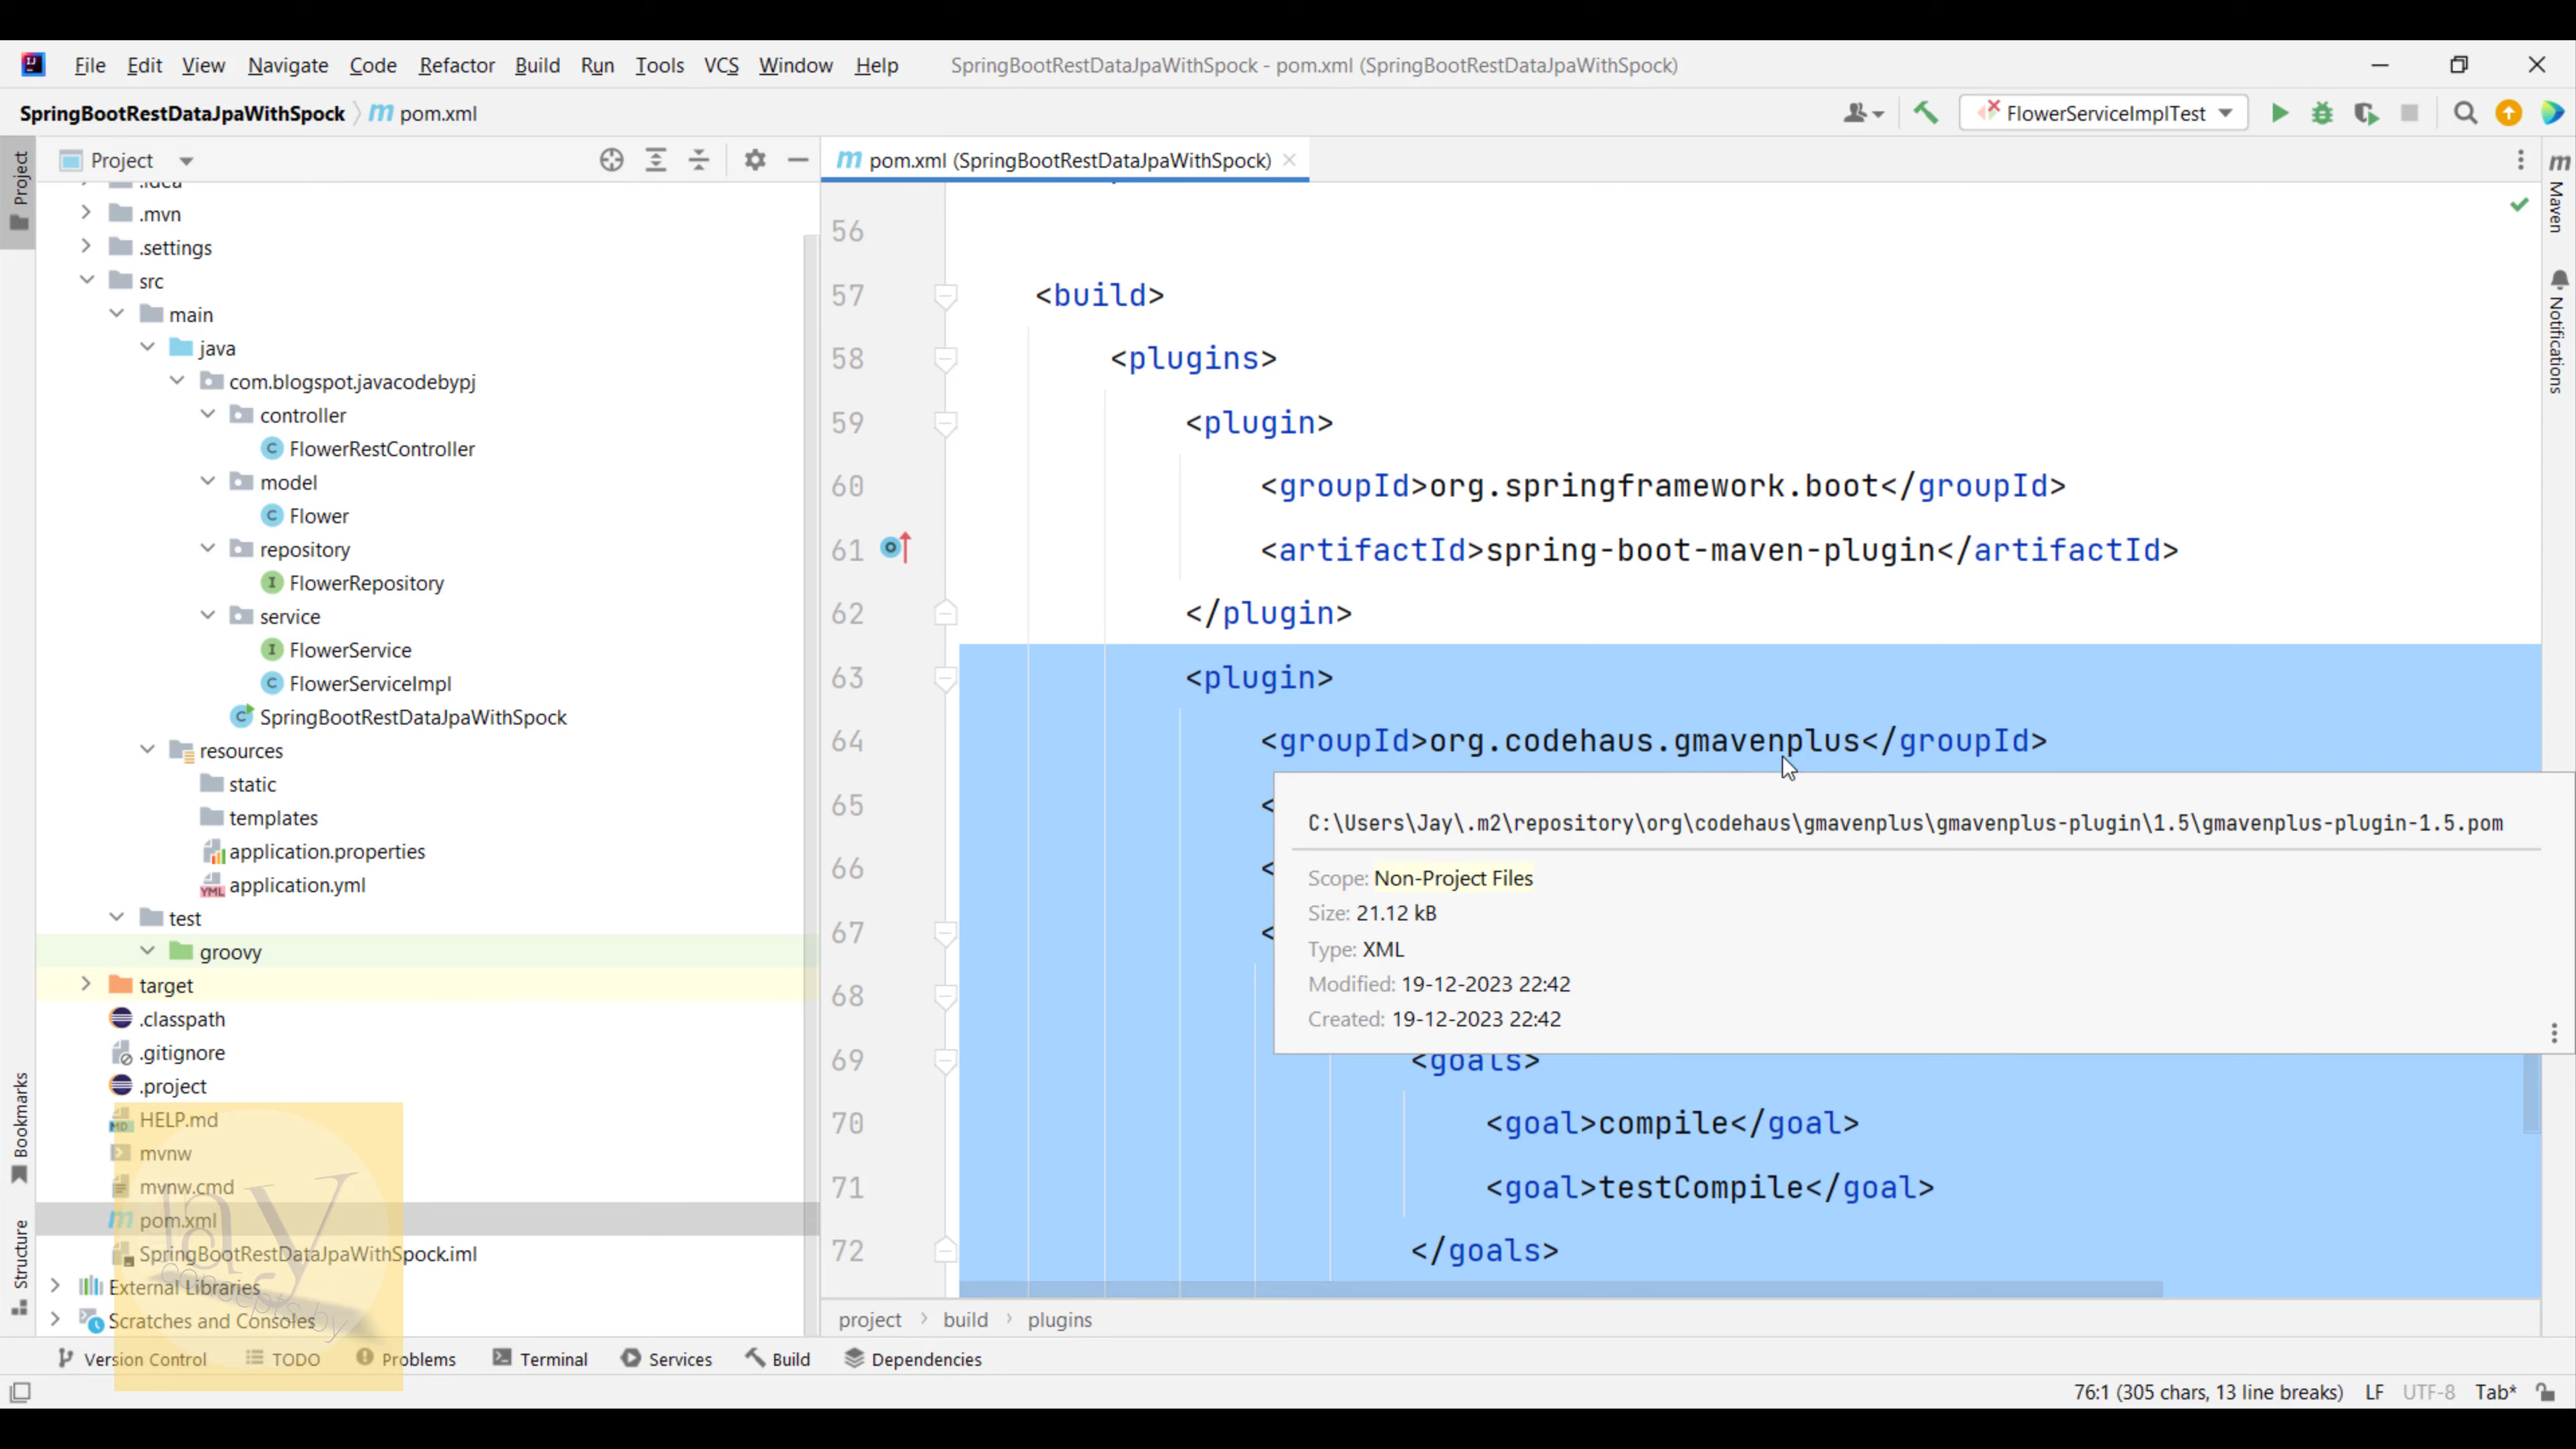 File Edit View Navigate Code Refactor Build Run Tools VCS Window Help SpringBootRestDataJpaWithSpock - pom.xml (SpringBootRestDataJpaWithSpock)
SpringBootRestDataJpaWithSpock pom.xml FlowerServiceImplTest
Project
pom.xml (SpringBootRestDataJpaWithSpock)
Project
Bookmarks
Structure
.idea
.mvn
.settings
src
main
java
com.blogspot.javacodebypj
controller
FlowerRestController
model
Flower
repository
FlowerRepository
service
FlowerService
FlowerServiceImpl
SpringBootRestDataJpaWithSpock
resources
static
templates
application.properties
application.yml
test
groovy
target
.classpath
.gitignore
.project
HELP.md
mvnw
mvnw.cmd
pom.xml
SpringBootRestDataJpaWithSpock.iml
External Libraries
Scratches and Consoles
56
57 <build>
58 <plugins>
59 <plugin>
60 <groupId>org.springframework.boot</groupId>
61 <artifactId>spring-boot-maven-plugin</artifactId>
62 </plugin>
63 <plugin>
64 <groupId>org.codehaus.gmavenplus</groupId>
65 <
66 <
67 <
68
C:\Users\Jay\.m2\repository\org\codehaus\gmavenplus\gmavenplus-plugin\1.5\gmavenplus-plugin-1.5.pom
Scope: Non-Project Files
Size: 21.12 kB
Type: XML
Modified: 19-12-2023 22:42
Created: 19-12-2023 22:42
69 <goals>
70 <goal>compile</goal>
71 <goal>testCompile</goal>
72 </goals>
project build plugins
Maven
Notifications
Version Control TODO Problems Terminal Services Build Dependencies
76:1 (305 chars, 13 line breaks) LF UTF-8 Tab*